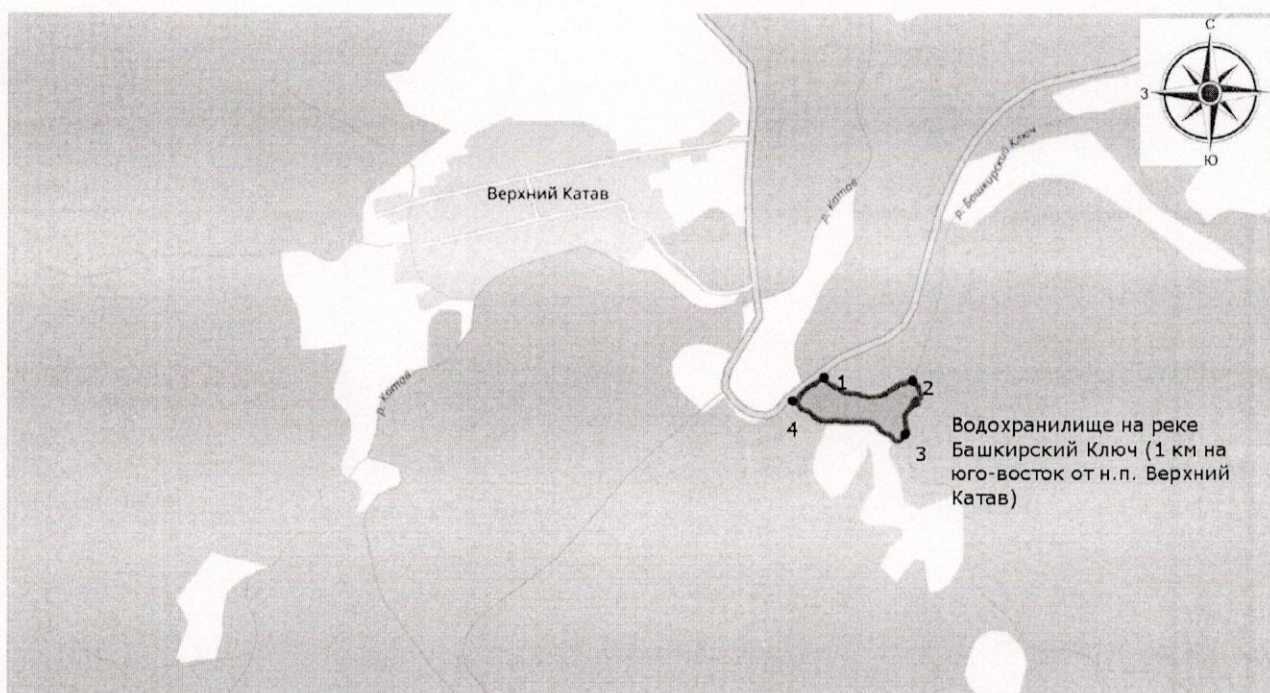 С
З
Ю
р. Башкирский Ключ
р. Катав
Верхний Катав
р. Катав
1
2
4
3
Водохранилище на реке
Башкирский Ключ (1 км на
юго-восток от н.п. Верхний
Катав)